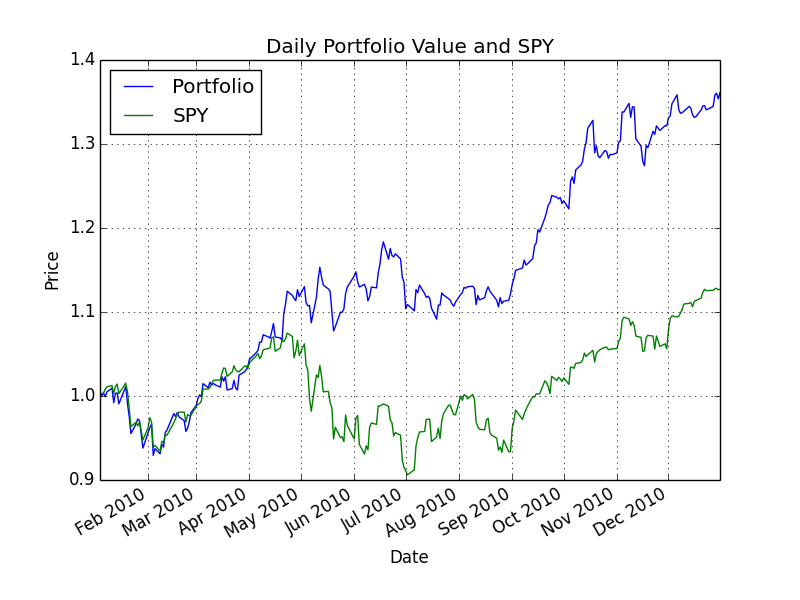 Daily Portfolio Value and SPY
Portfolio
SPY
1.4
1.3
1.2
1.1
1.0
0.9
Price
Feb 2010
Mar 2010
Apr 2010
May 2010
Jun 2010
Jul 2010
Aug 2010
Sep 2010
Oct 2010
Nov 2010
Dec 2010
Date